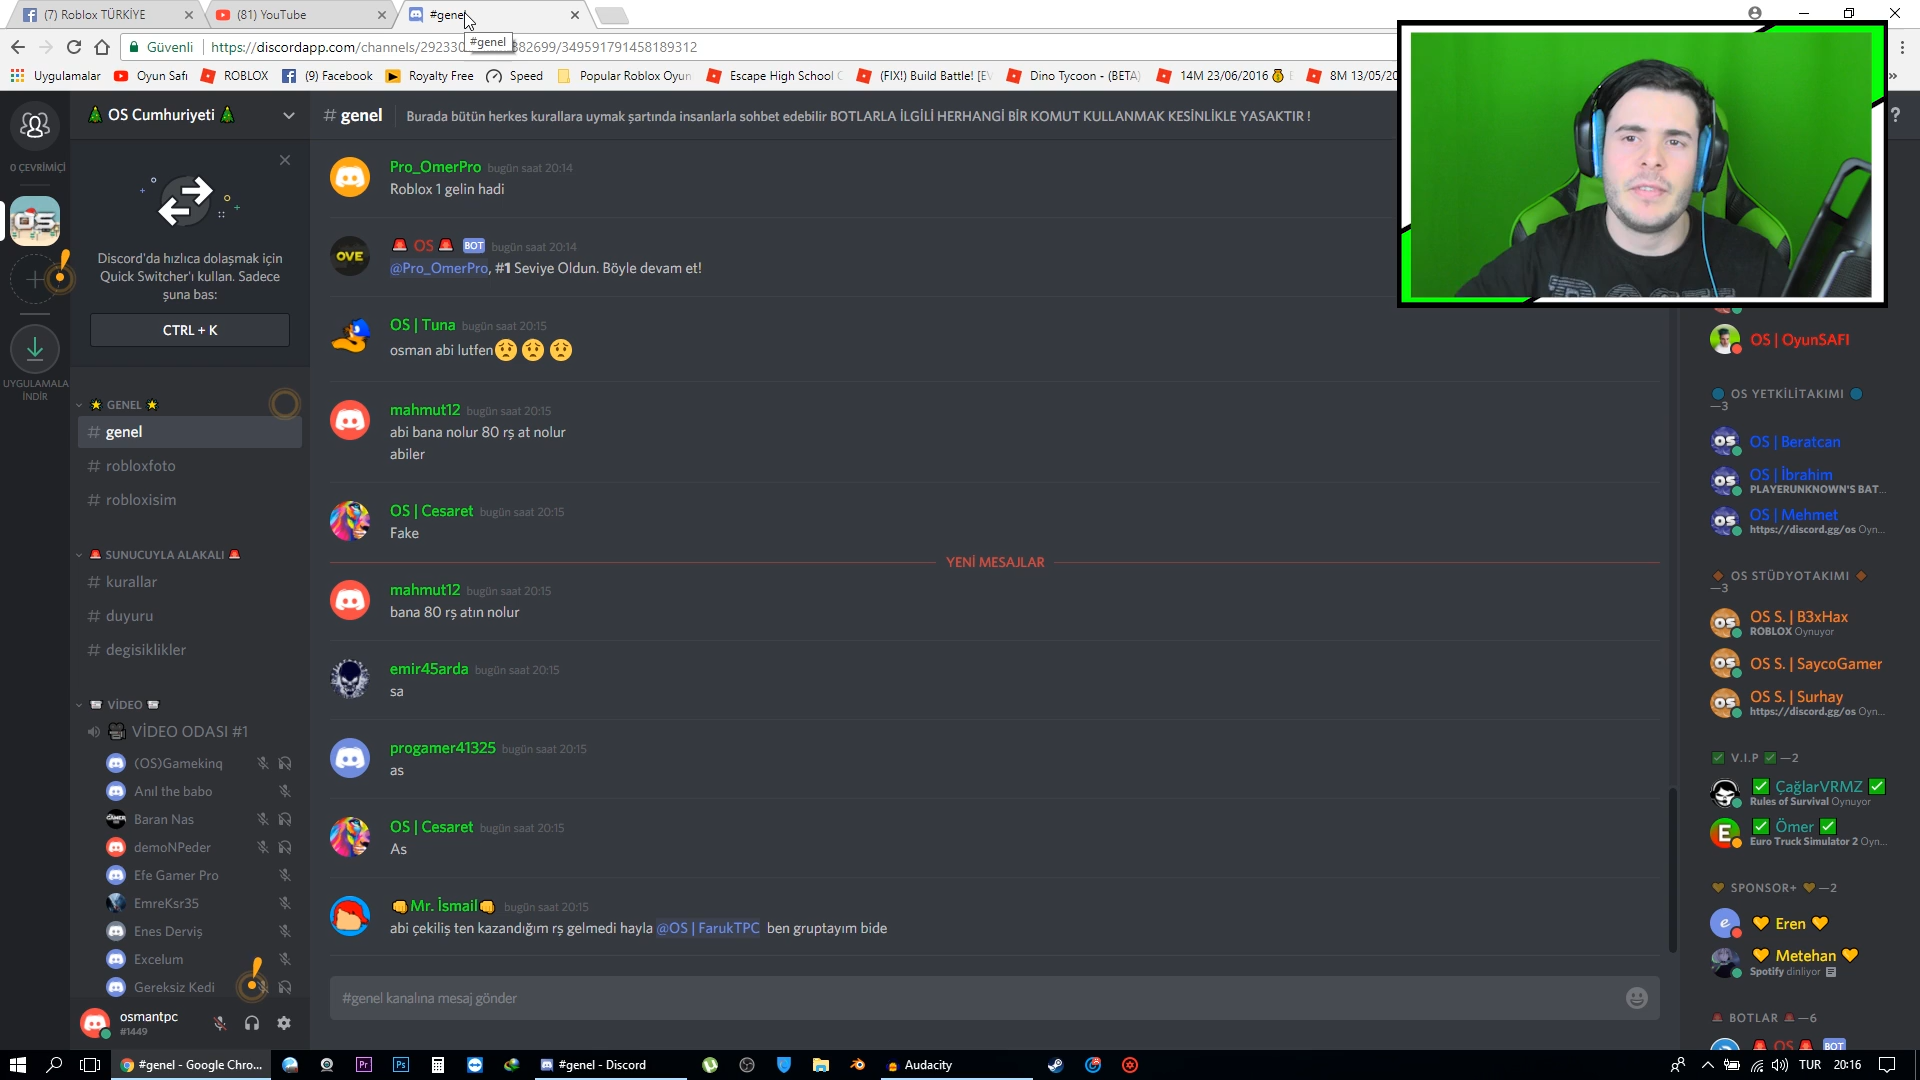 (7) Roblox TÜRKİYE
(81) YouTube
#genel
Güvenli
https://discordapp.com/channels/29233
882699/349591791458189312
#genel
Uygulamalar
Oyun Safı
ROBLOX
(9) Facebook
Royalty Free
Speed
Popular Roblox Oyun
Escape High School
(FIX!) Build Battle! [E
Dino Tycoon - (BETA)
14M 23/06/2016
8M 13/05/20
0 ÇEVRİMİÇİ
OS
UYGULAMALA
İNDİR
OS Cumhuriyeti
Discord'da hızlıca dolaşmak için
Quick Switcher'ı kullan. Sadece
şuna bas:
CTRL + K
GENEL
# genel
# robloxfoto
# robloxisim
SUNUCUYLA ALAKALI
# kurallar
# duyuru
# degisiklikler
VİDEO
VİDEO ODASI #1
(OS)Gamekinq
Anıl the babo
Baran Nas
demoNPeder
Efe Gamer Pro
EmreKsr35
Enes Derviş
Excelum
Gereksiz Kedi
osmantpc
#1449
# genel
Burada bütün herkes kurallara uymak şartında insanlarla sohbet edebilir BOTLARLA İLGİLİ HERHANGİ BİR KOMUT KULLANMAK KESİNLİKLE YASAKTIR !
Pro_OmerPro bugün saat 20:14
Roblox 1 gelin hadi
OVE
OS BOT bugün saat 20:14
@Pro_OmerPro, #1 Seviye Oldun. Böyle devam et!
OS | Tuna bugün saat 20:15
osman abi lutfen
mahmut12 bugün saat 20:15
abi bana nolur 80 rş at nolur
abiler
OS | Cesaret bugün saat 20:15
Fake
YENİ MESAJLAR
mahmut12 bugün saat 20:15
bana 80 rş atın nolur
emir45arda bugün saat 20:15
sa
progamer41325 bugün saat 20:15
as
OS | Cesaret bugün saat 20:15
As
Mr. İsmail bugün saat 20:15
abi çekiliş ten kazandığım rş gelmedi hayla @OS | FarukTPC ben gruptayım bide
#genel kanalına mesaj gönder
OS | OyunSAFI
OS YETKİLİTAKIMI
—3
OS | Beratcan
OS | İbrahim
PLAYERUNKNOWN'S BAT...
OS | Mehmet
https://discord.gg/os Oyn...
OS STÜDYOTAKIMI
—3
OS S. | B3xHax
ROBLOX Oynuyor
OS S. | SaycoGamer
OS S. | Surhay
https://discord.gg/os Oyn...
V.I.P —2
ÇağlarVRMZ
Rules of Survival Oynuyor
Ömer
Euro Truck Simulator 2 Oyn...
SPONSOR+ —2
Eren
Metehan
Spotify dinliyor
BOTLAR —6
OS BOT
#genel - Google Chro...
#genel - Discord
Audacity
TUR
20:16